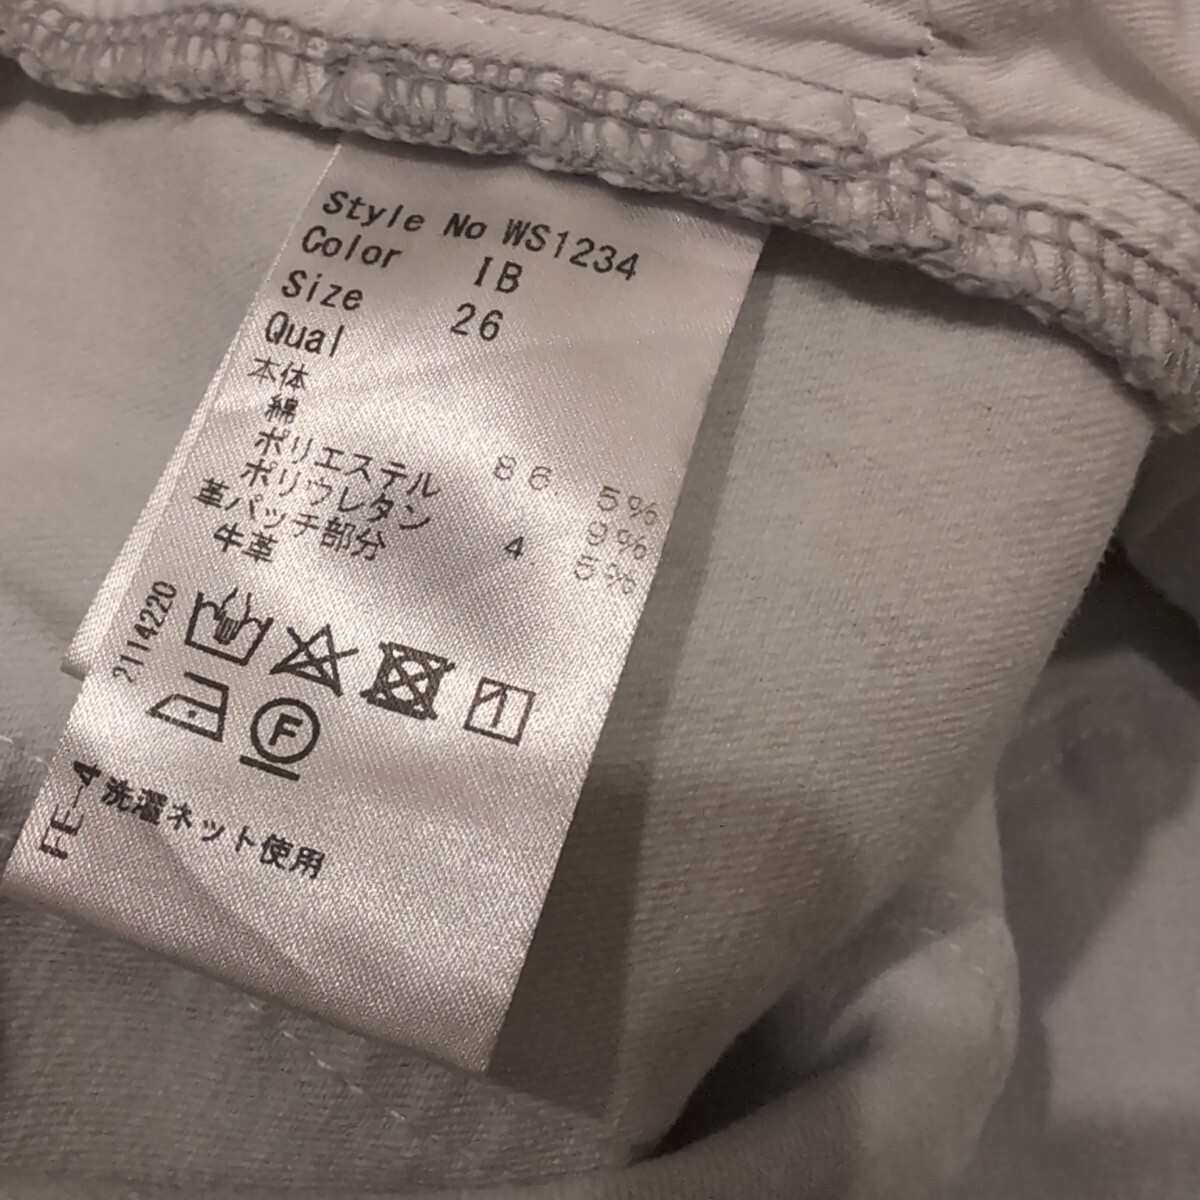 Style No WS1234
Color IB
Size 26
Qual
本体
綿 86. 5%
ポリエステル 9%
ポリウレタン 4. 5%
革パッチ部分
牛革
2114220
F
洗濯ネット使用
FE-4